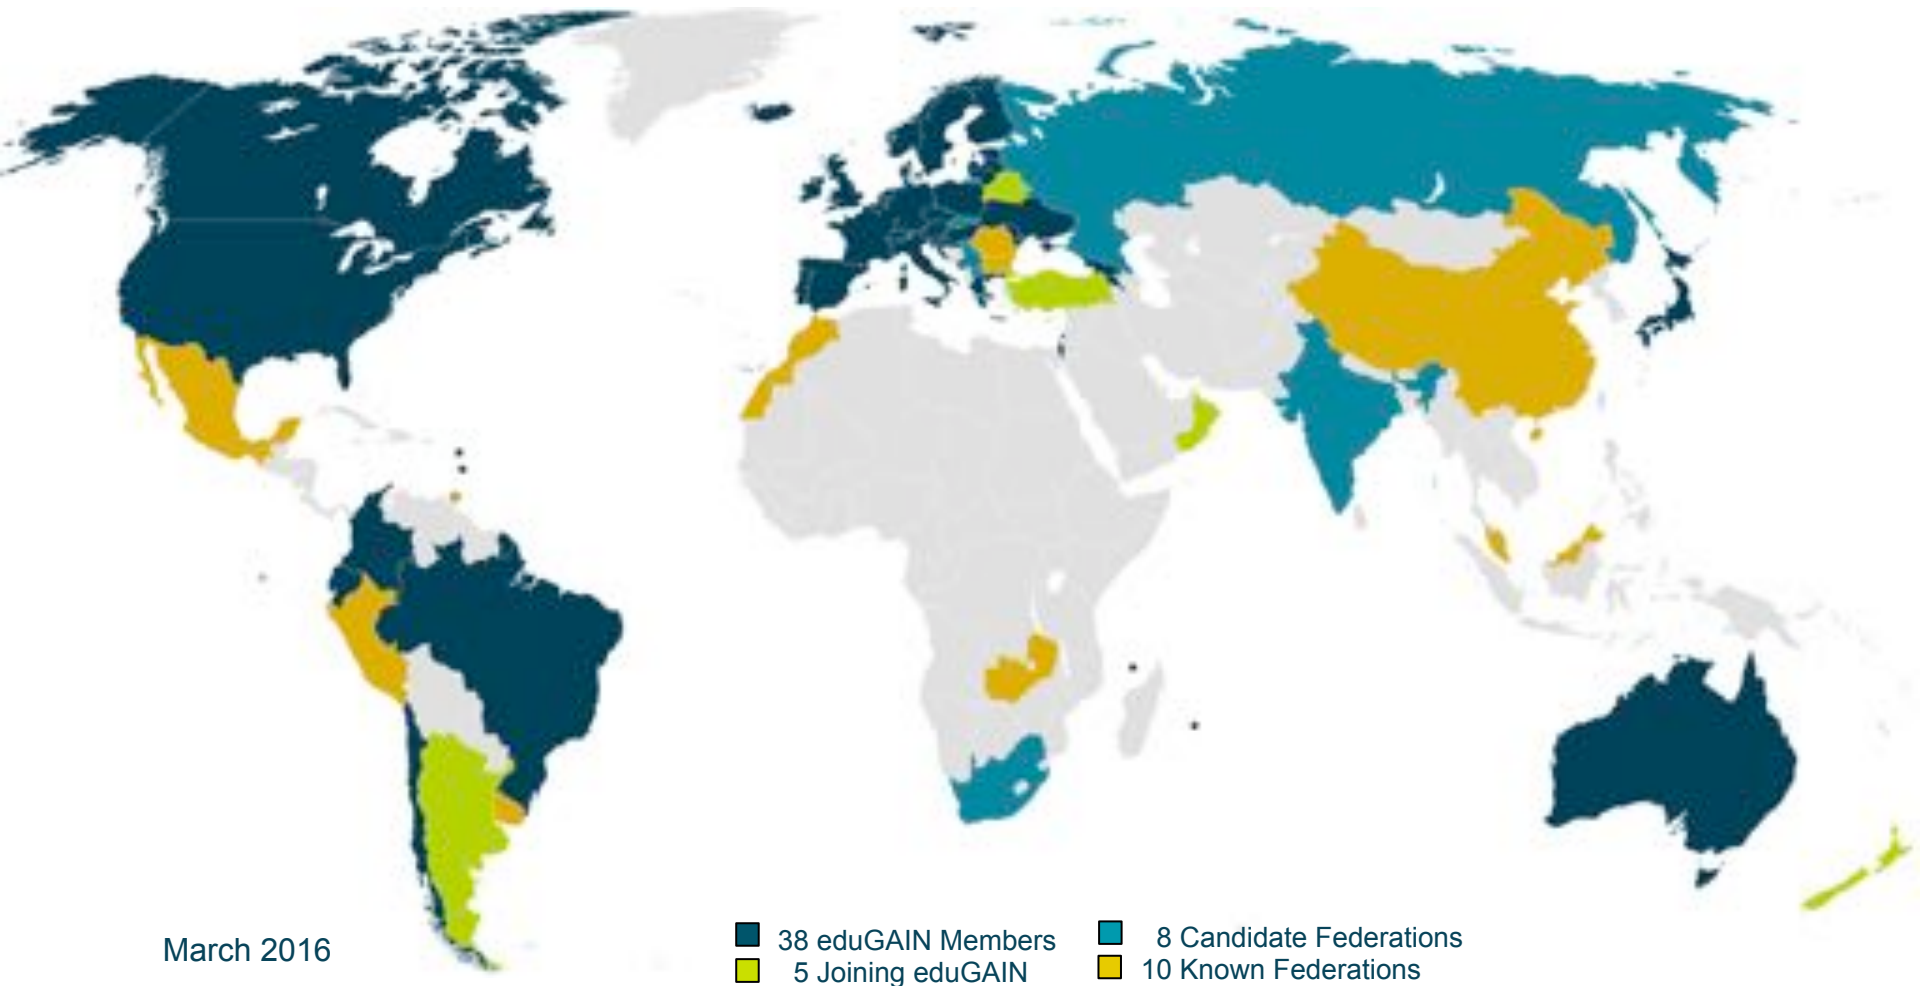 March 2016
38 eduGAIN Members
5 Joining eduGAIN
8 Candidate Federations
10 Known Federations